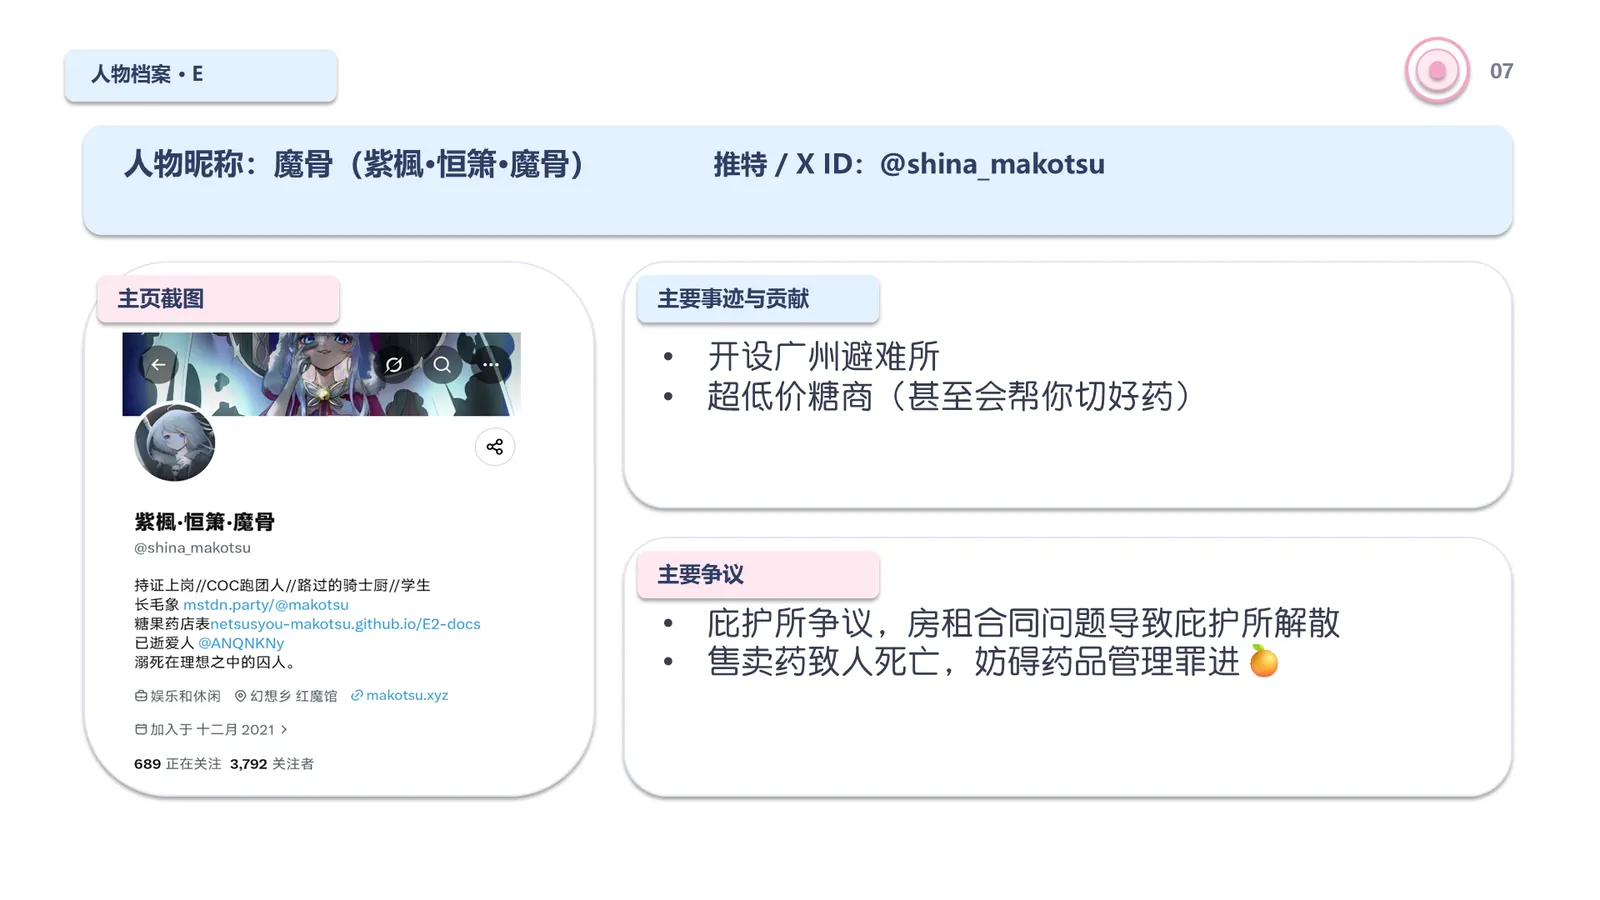 人物档案·E
07
人物昵称：魔骨（紫楓·恒箫·魔骨）
推特 / X ID：@shina_makotsu
主页截图
紫楓·恒箫·魔骨
@shina_makotsu
持证上岗//COC跑团人//路过的骑士厨//学生
长毛象 mstdn.party/@makotsu
糖果药店表netsusyou-makotsu.github.io/E2-docs
已逝爱人 @ANQNKNy
溺死在理想之中的囚人。
娱乐和休闲 幻想乡 红魔馆 makotsu.xyz
加入于 十二月 2021
689 正在关注 3,792 关注者
主要事迹与贡献
• 开设广州避难所
• 超低价糖商（甚至会帮你切好药）
主要争议
• 庇护所争议，房租合同问题导致庇护所解散
• 售卖药致人死亡，妨碍药品管理罪进🍊